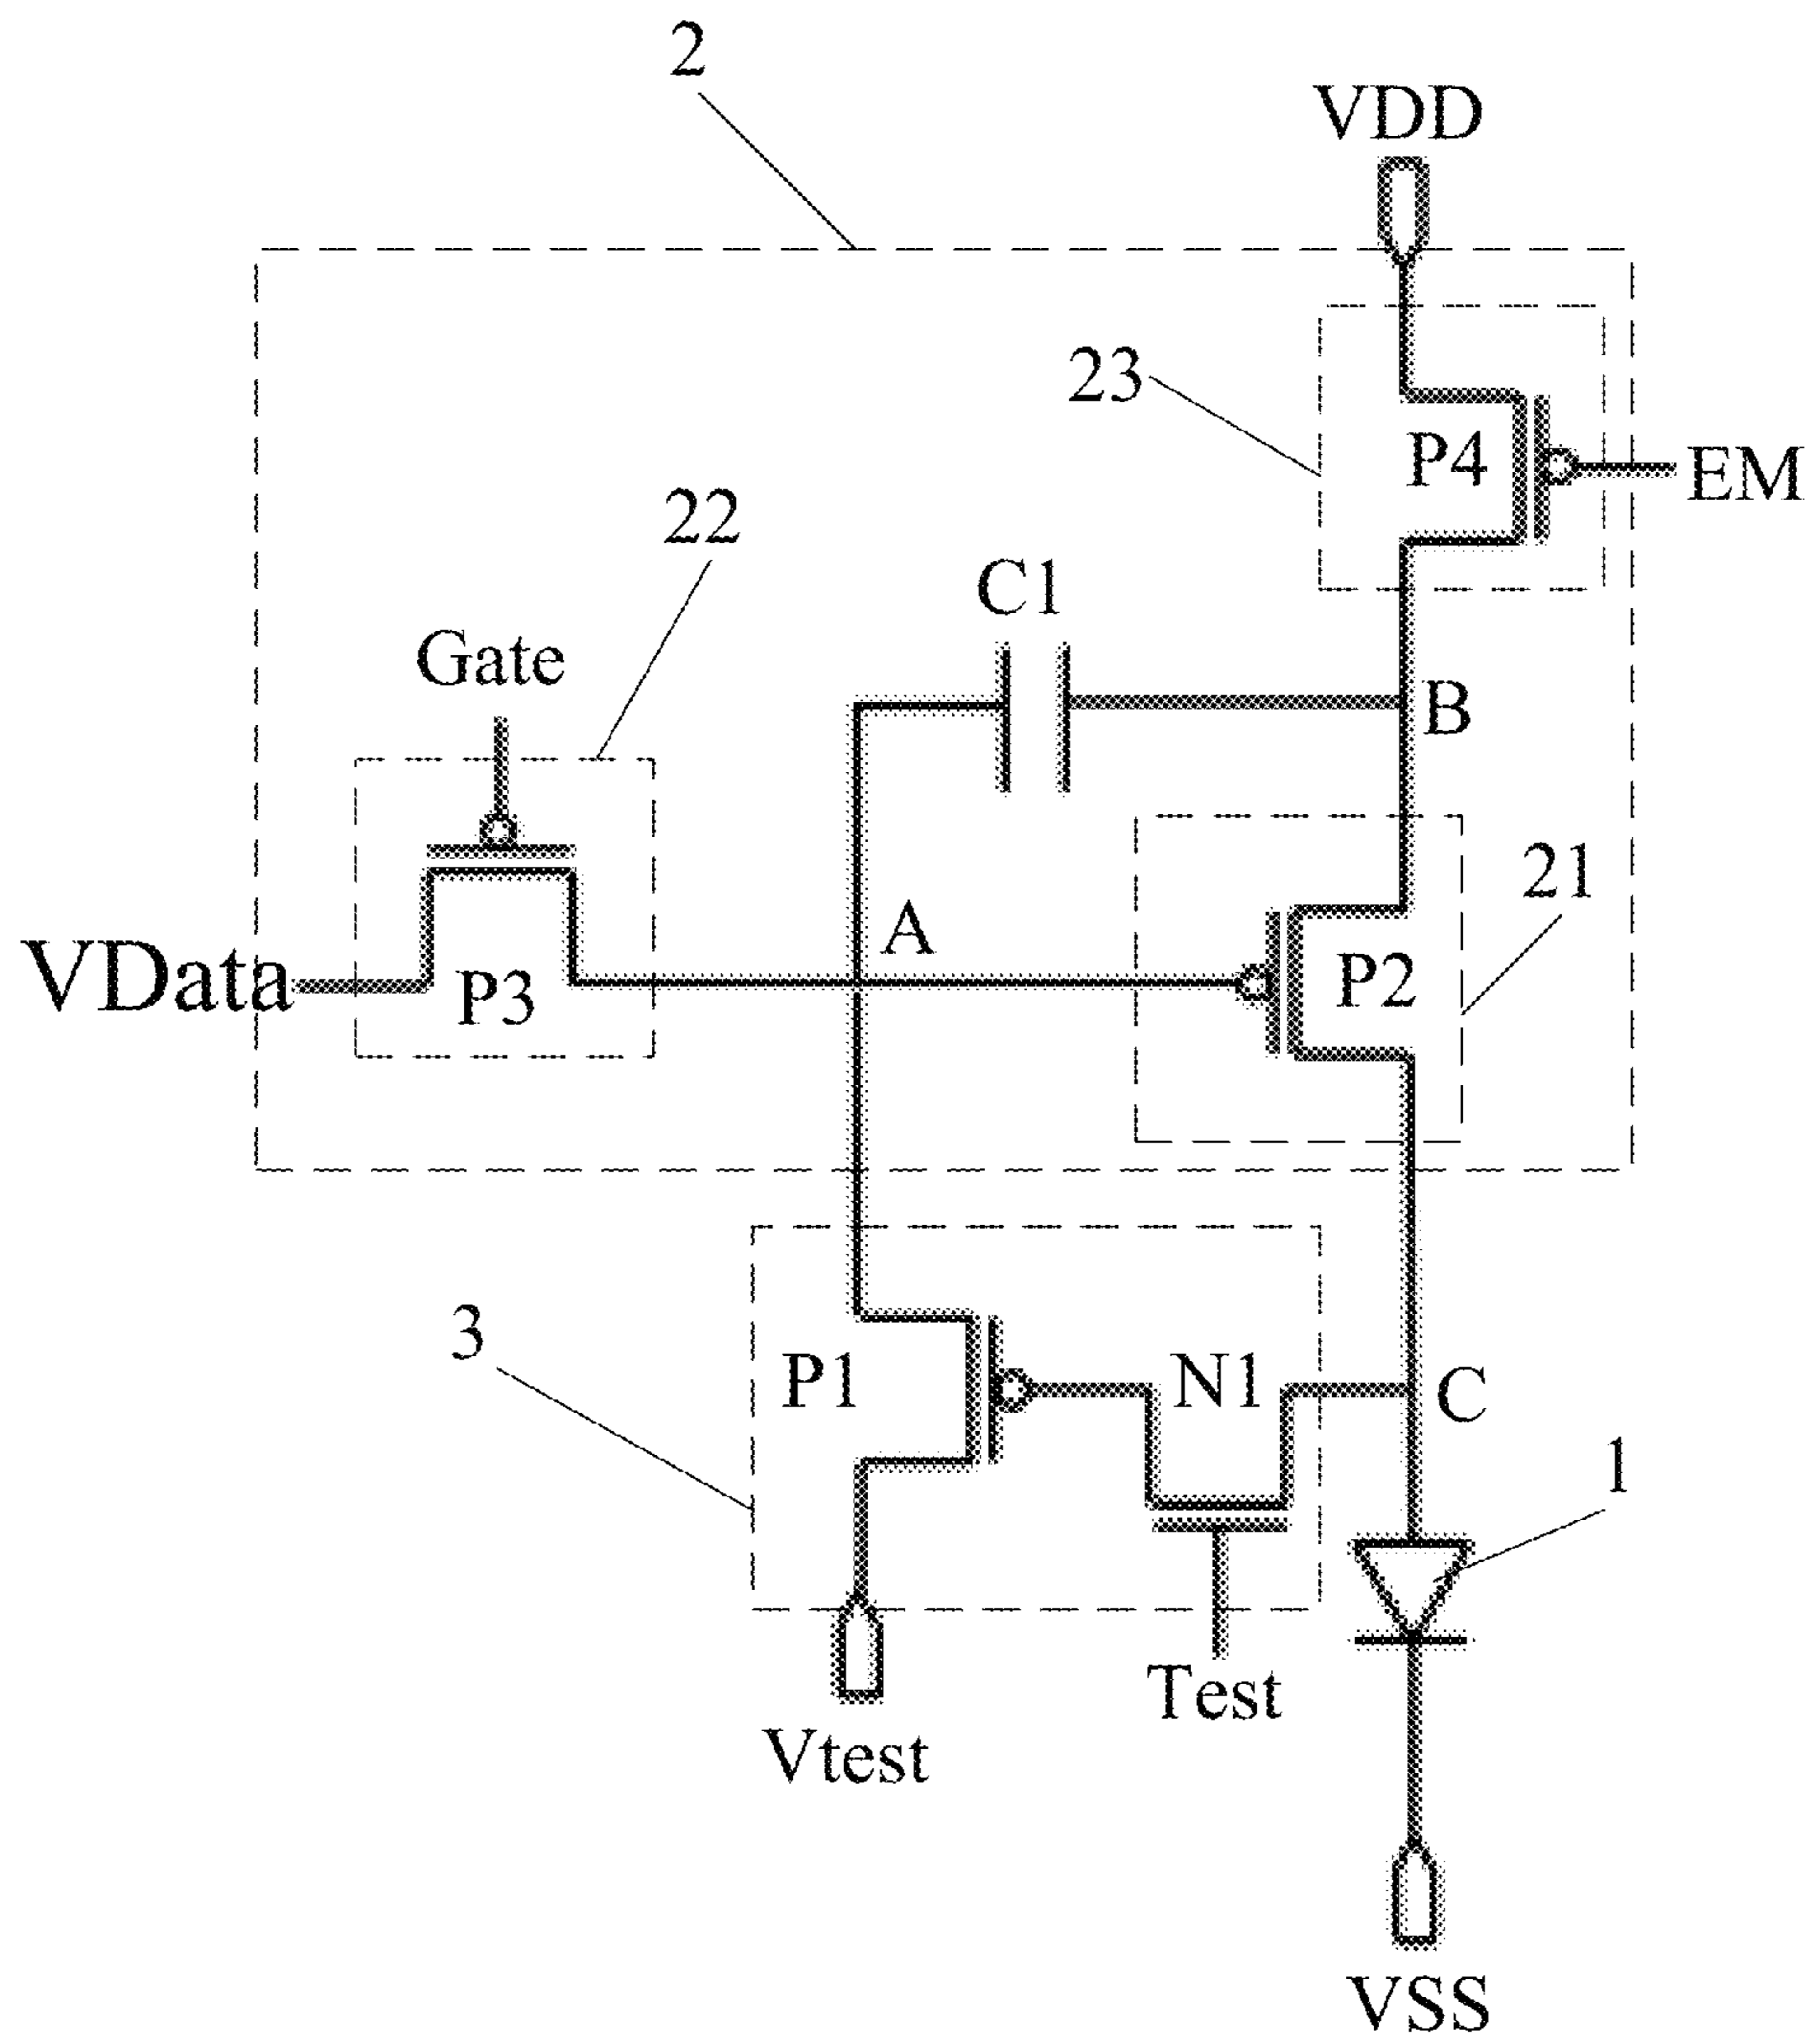 2
VDD
23
P4
EM
22
C1
Gate
B
21
A
VData
P3
P2
3
P1
N1
C
1
Test
Vtest
VSS